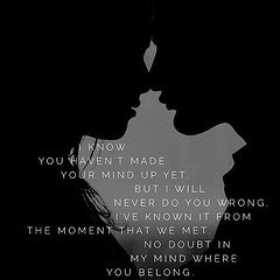 I KNOW
YOU HAVEN'T MADE
YOUR MIND UP YET.
BUT I WILL
NEVER DO YOU WRONG.
I'VE KNOWN IT FROM
THE MOMENT THAT WE MET.
NO DOUBT IN
MY MIND WHERE
YOU BELONG.